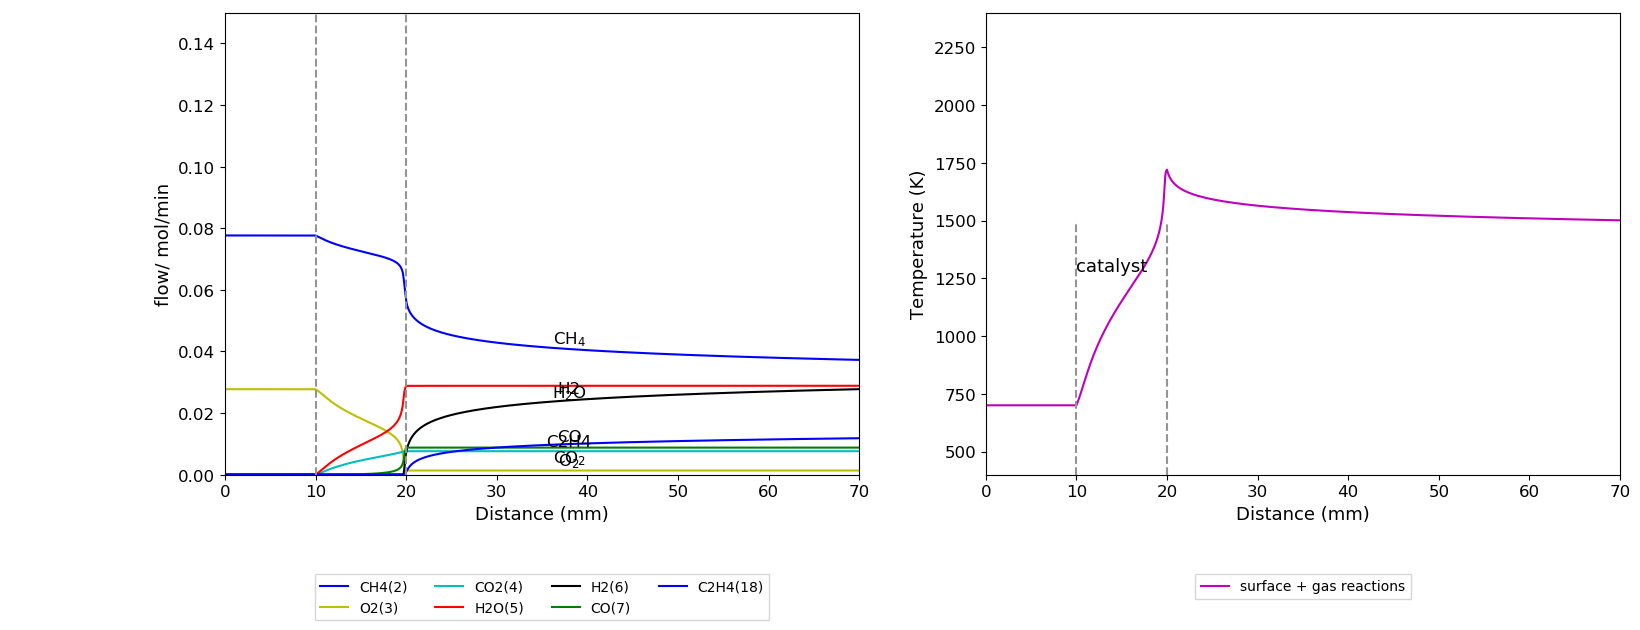 0.14
0.12
0.10
0.08
0.06
0.04
0.02
0.00
flow/ mol/min
CH4
H2
H2O
CO
C2H4
CO2
O2
0 10 20 30 40 50 60 70
Distance (mm)
CH4(2) CO2(4) H2(6) C2H4(18)
O2(3) H2O(5) CO(7)
2250
2000
1750
1500
1250
1000
750
500
Temperature (K)
catalyst
0 10 20 30 40 50 60 70
Distance (mm)
surface + gas reactions